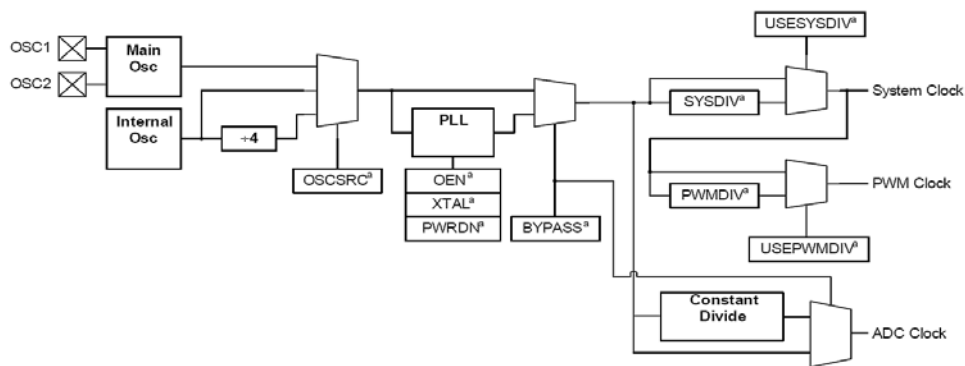 OSC1
OSC2
Main
Osc
Internal
Osc
÷4
OSCSRCª
PLL
OENª
XTALª
PWRDNª
BYPASSª
USESYSDIVª
SYSDIVª
System Clock
PWMDIVª
PWM Clock
USEPWMDIVª
Constant
Divide
ADC Clock